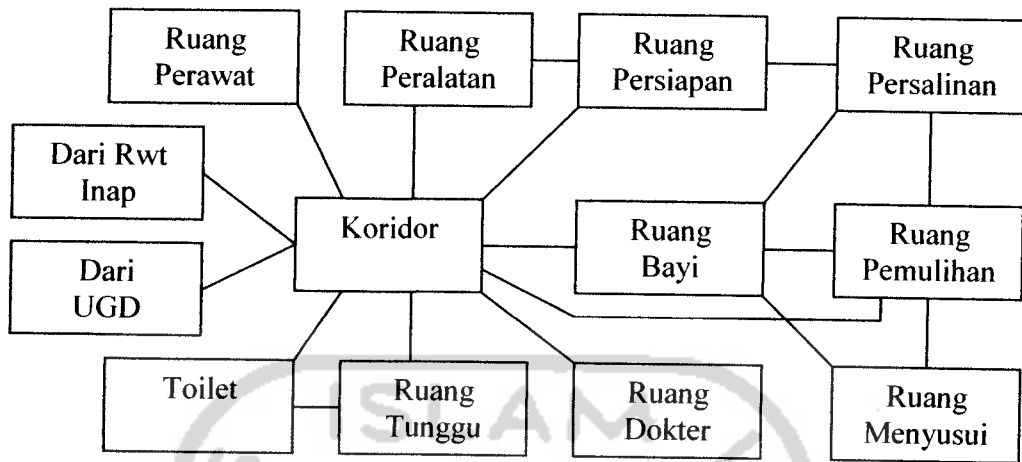 Ruang
Perawat
Ruang
Peralatan
Ruang
Persiapan
Ruang
Persalinan
Dari Rwt
Inap
Koridor
Ruang
Bayi
Ruang
Pemulihan
Dari
UGD
Toilet
Ruang
Tunggu
Ruang
Dokter
Ruang
Menyusui
ISLAM